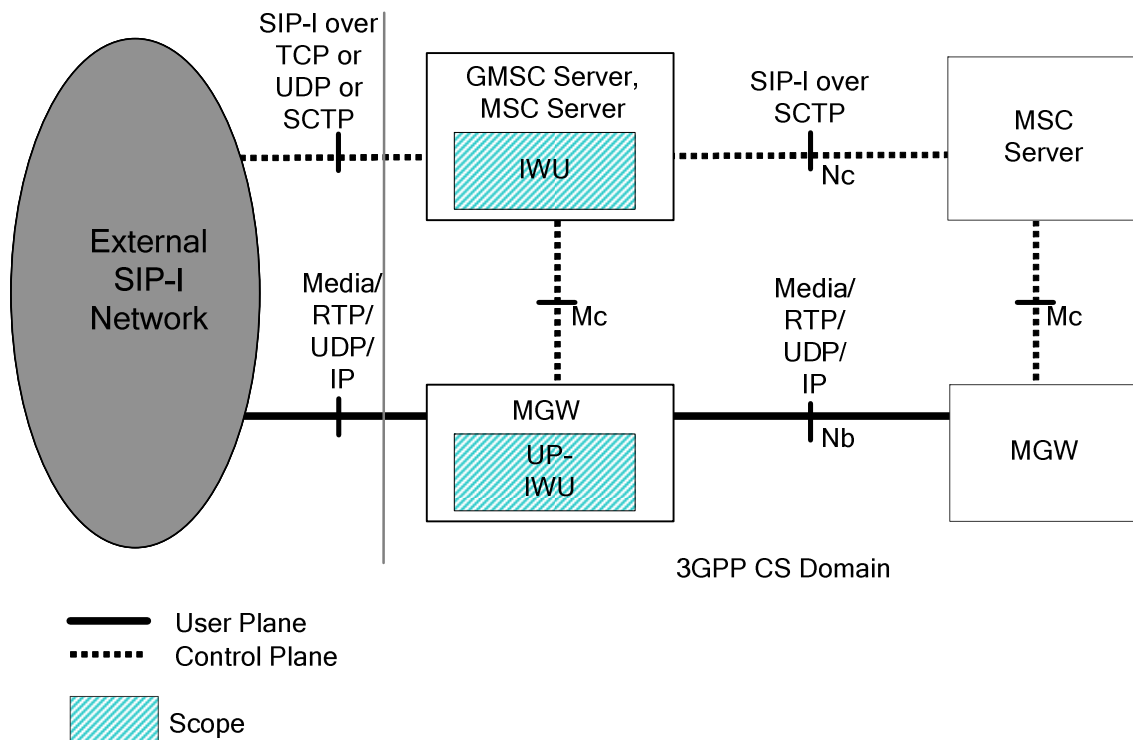 SIP-I over
TCP or
UDP or
SCTP
GMSC Server,
MSC Server
IWU
SIP-I over
SCTP
Nc
MSC
Server
External
SIP-I
Network
Media/
RTP/
UDP/
IP
Mc
Media/
RTP/
UDP/
IP
Mc
MGW
UP-
IWU
Nb
MGW
3GPP CS Domain
User Plane
Control Plane
Scope